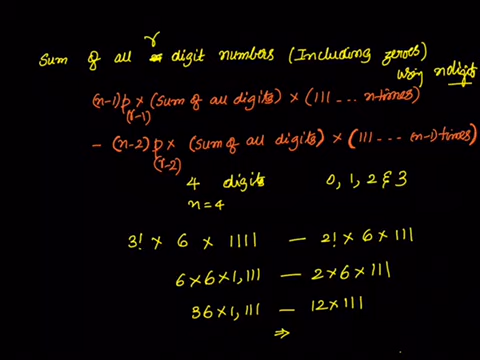 Sum of all r digit numbers (Including zeroes)
using n digits
(n-1)P(r-1) × (sum of all digits) × (111 ... n-times)
- (n-2)P(r-2) × (sum of all digits) × (111 --- (n-1) times)
4 digits 0, 1, 2 & 3
n = 4
3! × 6 × 1111 — 2! × 6 × 111
6 × 6 × 1,111 — 2 × 6 × 111
36 × 1,111 — 12 × 111
⇒